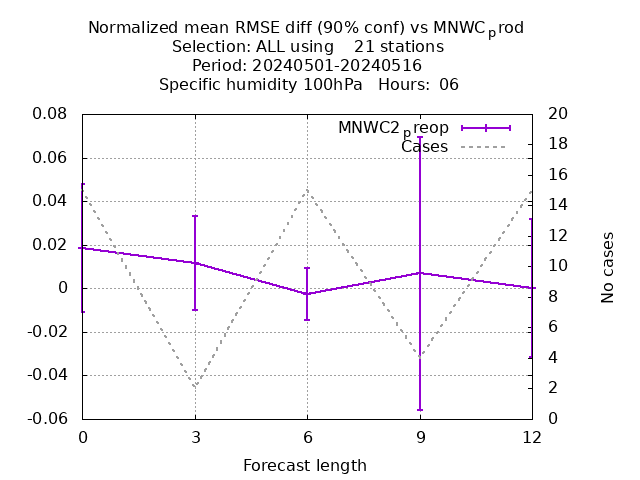 Normalized mean RMSE diff (90% conf) vs MNWCprod
Selection: ALL using 21 stations
Period: 20240501-20240516
Specific humidity 100hPa Hours: 06
0.08
0.06
0.04
0.02
0
-0.02
-0.04
-0.06
MNWC2preop
Cases
20
18
16
14
12
10
8
6
4
2
0
No cases
0 3 6 9 12
Forecast length